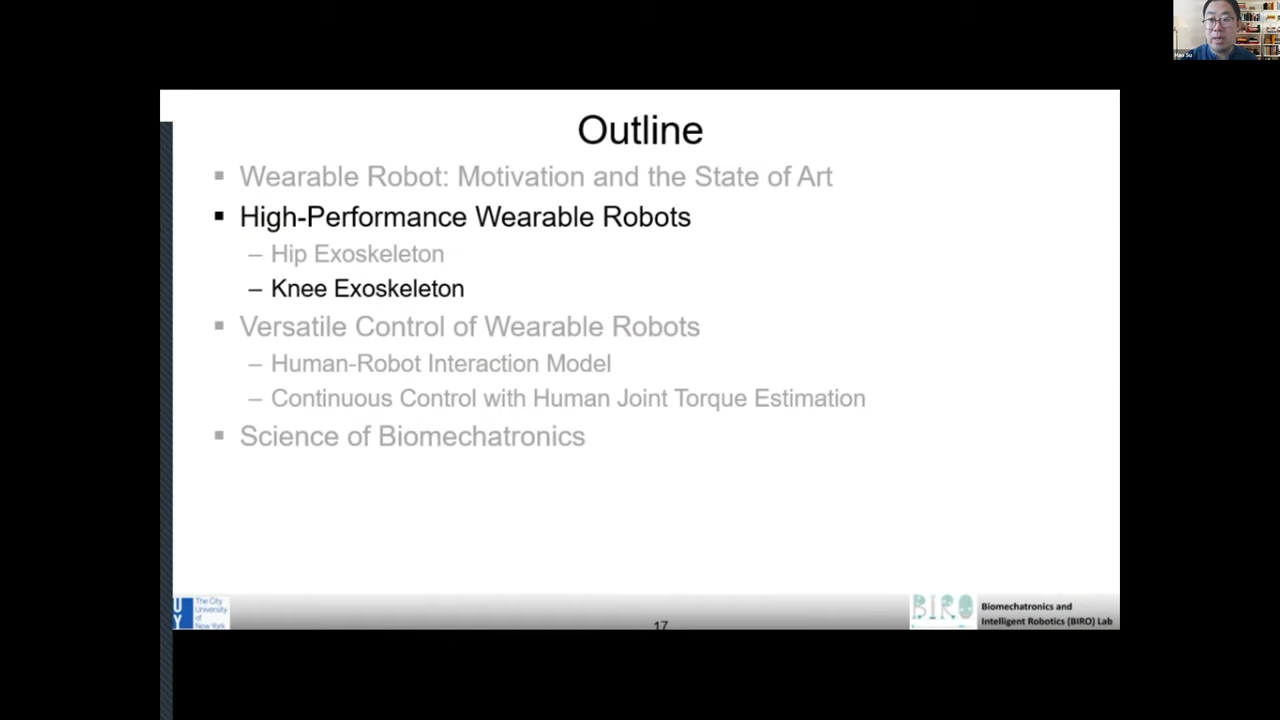 Hao Su
Outline
▪ Wearable Robot: Motivation and the State of Art
▪ High-Performance Wearable Robots
– Hip Exoskeleton
– Knee Exoskeleton
▪ Versatile Control of Wearable Robots
– Human-Robot Interaction Model
– Continuous Control with Human Joint Torque Estimation
▪ Science of Biomechatronics
U
Y
The City
University
of
New York
17
BIRO
Biomechatronics and
Intelligent Robotics (BIRO) Lab